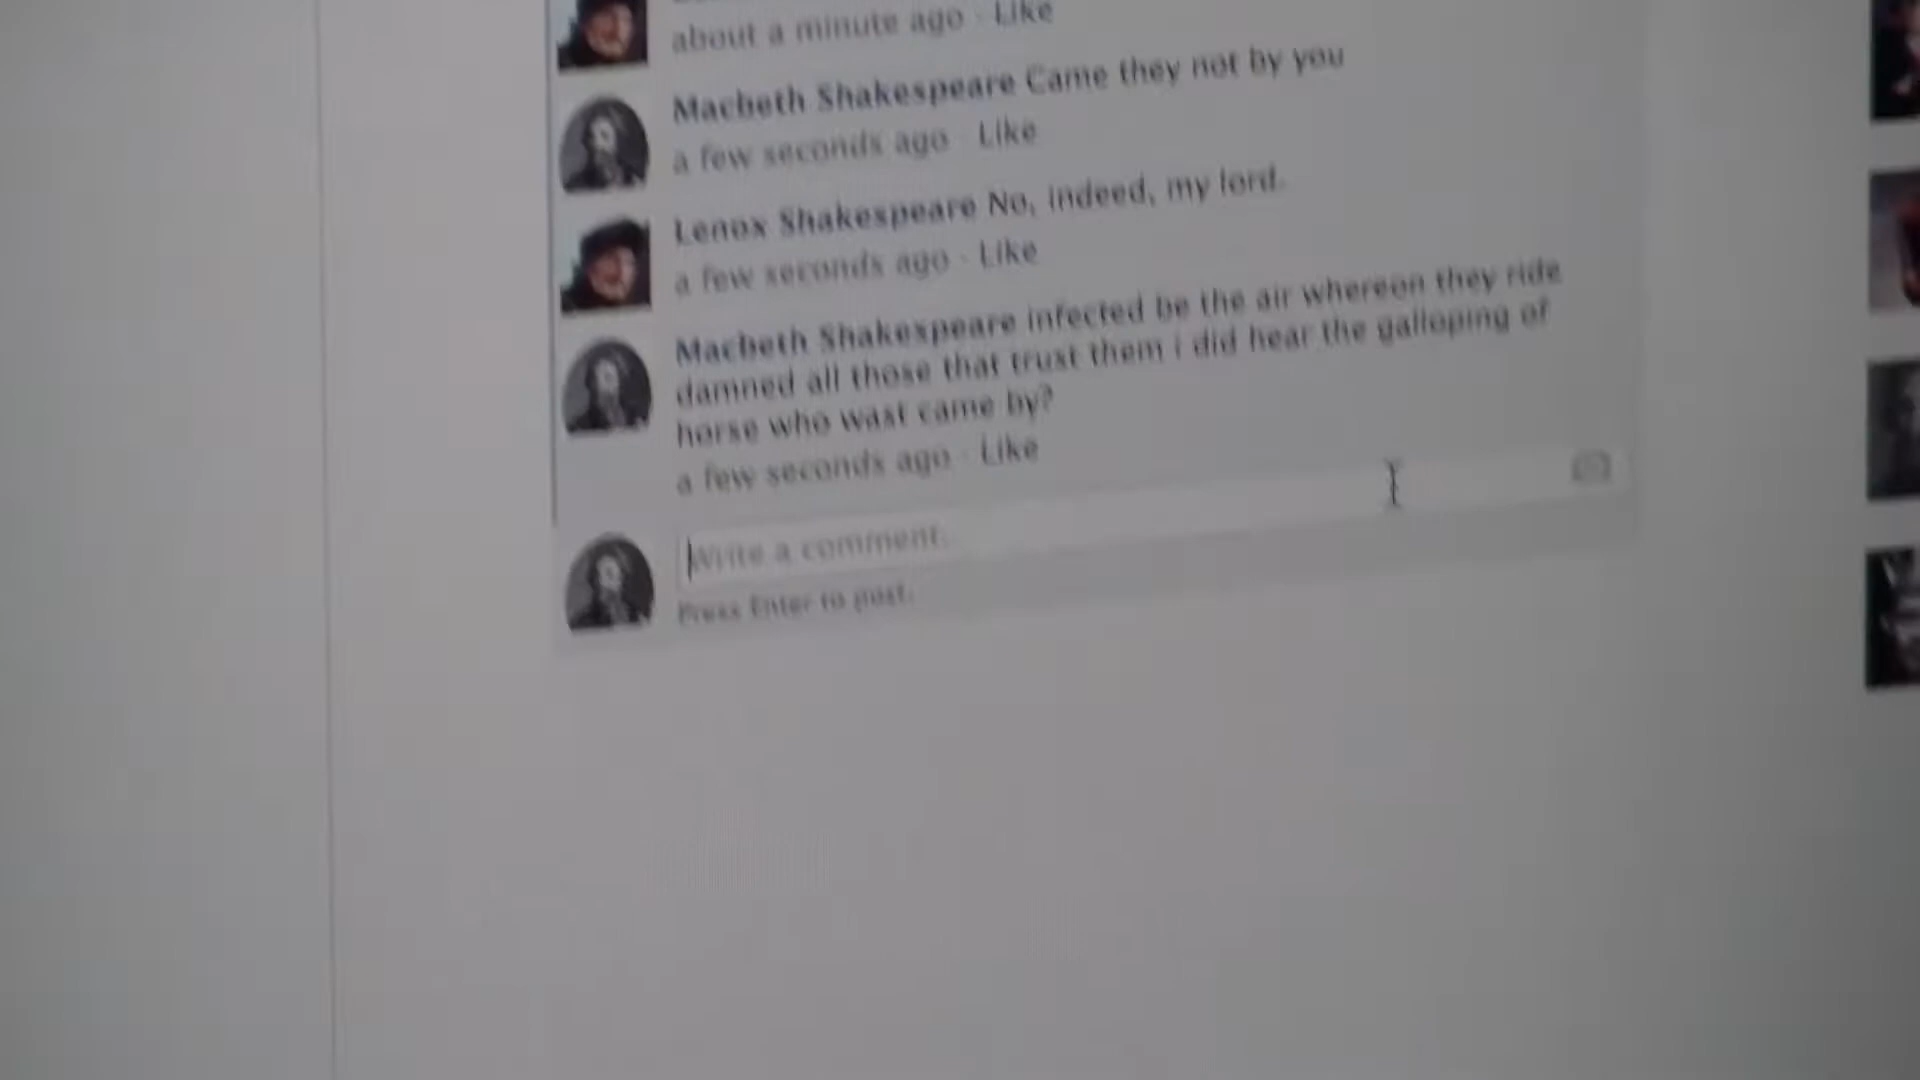 about a minute ago · Like
Macbeth Shakespeare Came they not by you
a few seconds ago · Like
Lenox Shakespeare No, indeed, my lord.
a few seconds ago · Like
Macbeth Shakespeare infected be the air whereon they ride
damned all those that trust them i did hear the galloping of
horse who wast came by?
a few seconds ago · Like
Write a comment...
Press Enter to post.